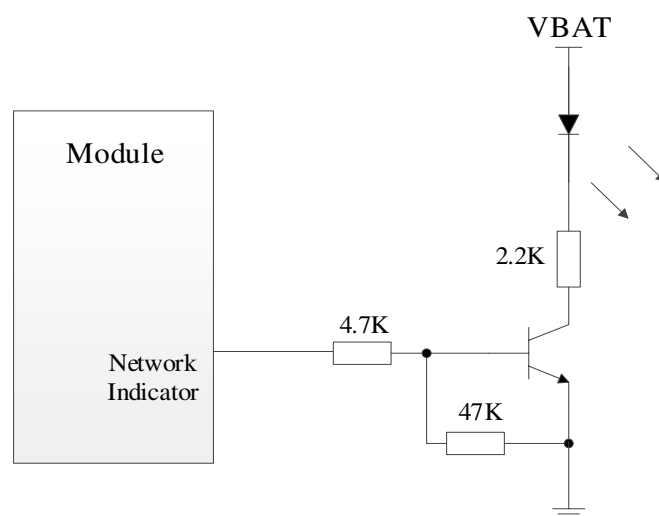 VBAT
Module
2.2K
4.7K
Network
Indicator
47K